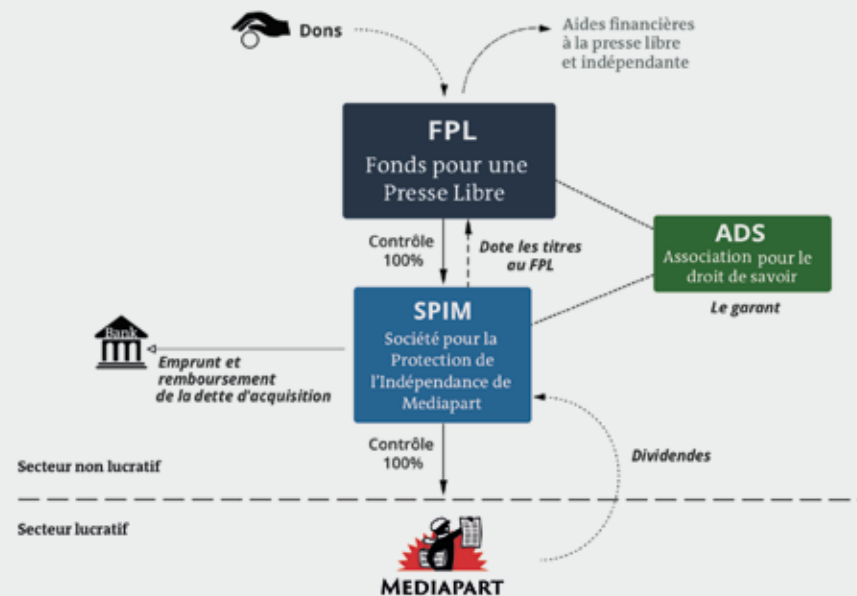 Dons
Aides financières
à la presse libre
et indépendante
FPL
Fonds pour une
Presse Libre
Contrôle
100%
Dote les titres
au FPL
ADS
Association pour le
droit de savoir
Le garant
SPIM
Société pour la
Protection de
l'Indépendance de
Mediapart
Bank
Emprunt et
remboursement
de la dette d'acquisition
Contrôle
100%
Dividendes
Secteur non lucratif
Secteur lucratif
MEDIAPART